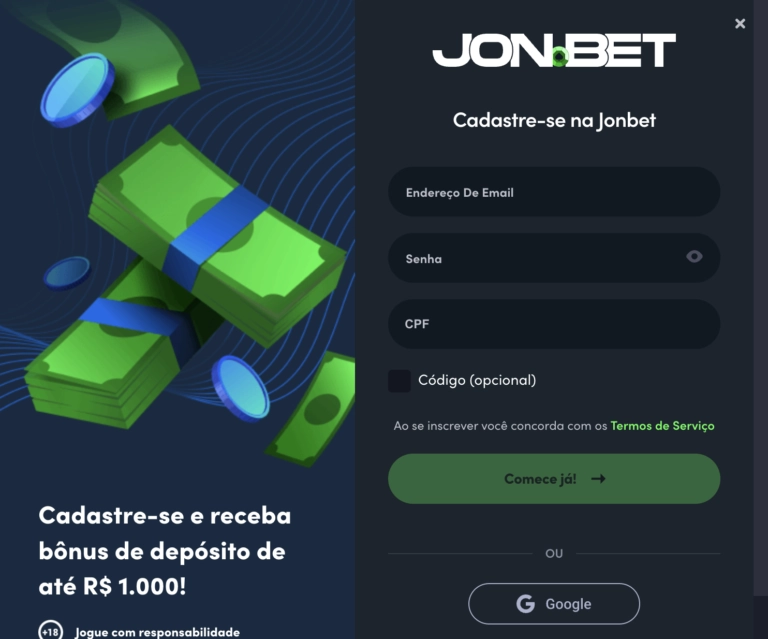 JON.BET
Cadastre-se na Jonbet
Endereço De Email
Senha
CPF
Código (opcional)
Ao se inscrever você concorda com os Termos de Serviço
Comece já! →
OU
G Google
Cadastre-se e receba
bônus de depósito de
até R$ 1.000!
+18 Jogue com responsabilidade